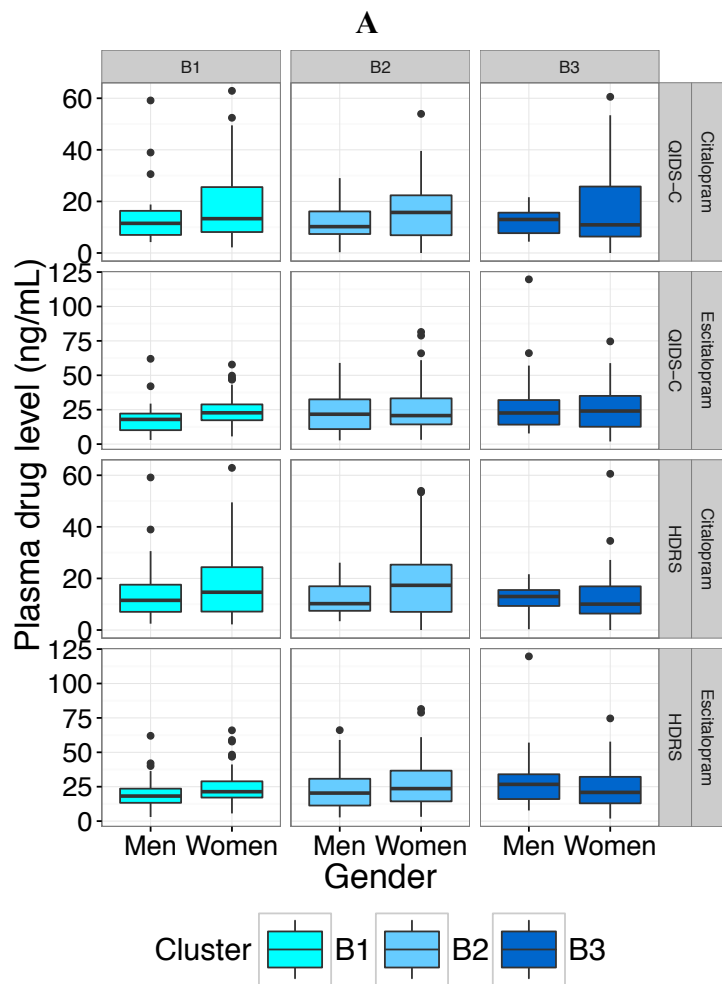 A
B1 B2 B3
Plasma drug level (ng/mL)
60
40
20
0
QIDS-C Citalopram
125
100
75
50
25
0
QIDS-C Escitalopram
60
40
20
0
HDRS Citalopram
125
100
75
50
25
0
HDRS Escitalopram
Men Women Men Women Men Women
Gender
Cluster B1 B2 B3